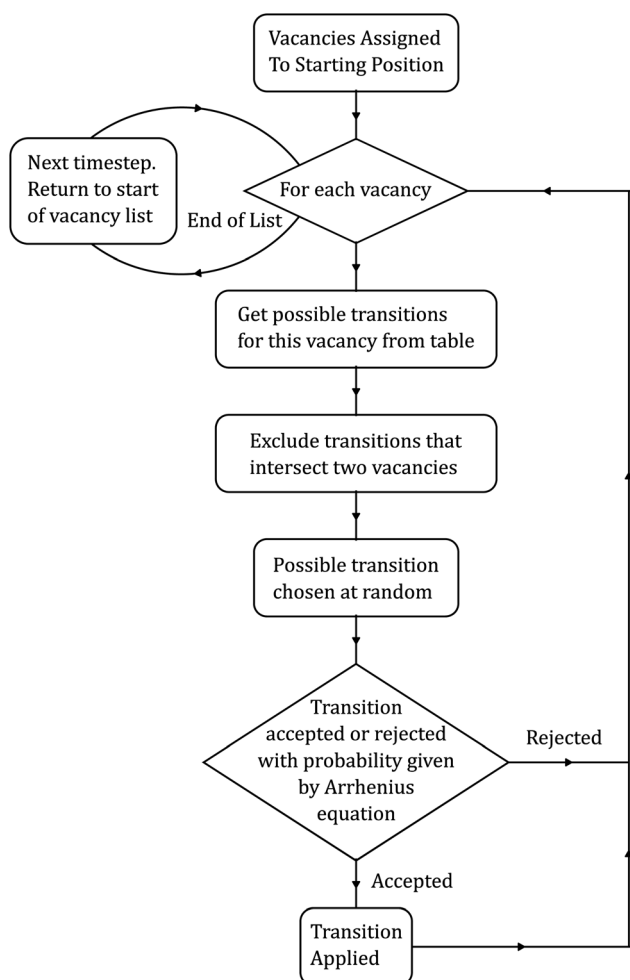 Vacancies Assigned
To Starting Position
Next timestep.
Return to start
of vacancy list
For each vacancy
End of List
Get possible transitions
for this vacancy from table
Exclude transitions that
intersect two vacancies
Possible transition
chosen at random
Transition
accepted or rejected
with probability given
by Arrhenius
equation
Rejected
Accepted
Transition
Applied